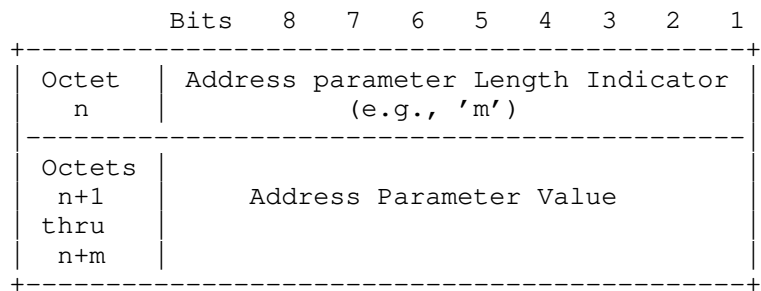 Bits 8 7 6 5 4 3 2 1
Octet Address parameter Length Indicator
n (e.g., 'm')
Octets
n+1 Address Parameter Value
thru
n+m